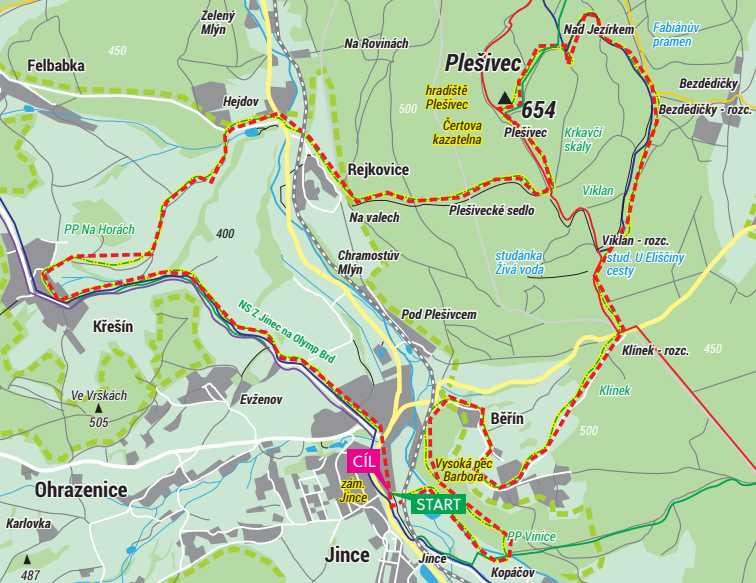 Zelený
Mlýn
450
Na Rovinách
Nad Jezírkem
Fabiánův
pramen
Felbabka
Plešivec
hradiště
Plešivec
Bezdědičky
Hejdov
500
654
Bezdědičky - rozc.
Čertova
kazatelna
Plešivec
Krkavčí
skály
Rejkovice
Viklan
Na valech
Plešivecké sedlo
PP Na Horách
400
Viklan - rozc.
Chramostův
Mlýn
studánka
Živá voda
stud. U Eliščiny
cesty
Křešín
NS Z Jinec na Olymp Brd
Pod Plešivcem
Klínek - rozc.
450
Ve Vrškách
505
Evženov
Klínek
Běřín
500
CÍL
Vysoká pec
Barbora
Ohrazenice
zám.
Jince
START
Karlovka
PP Vinice
487
Jince
Jince
Kopáčov